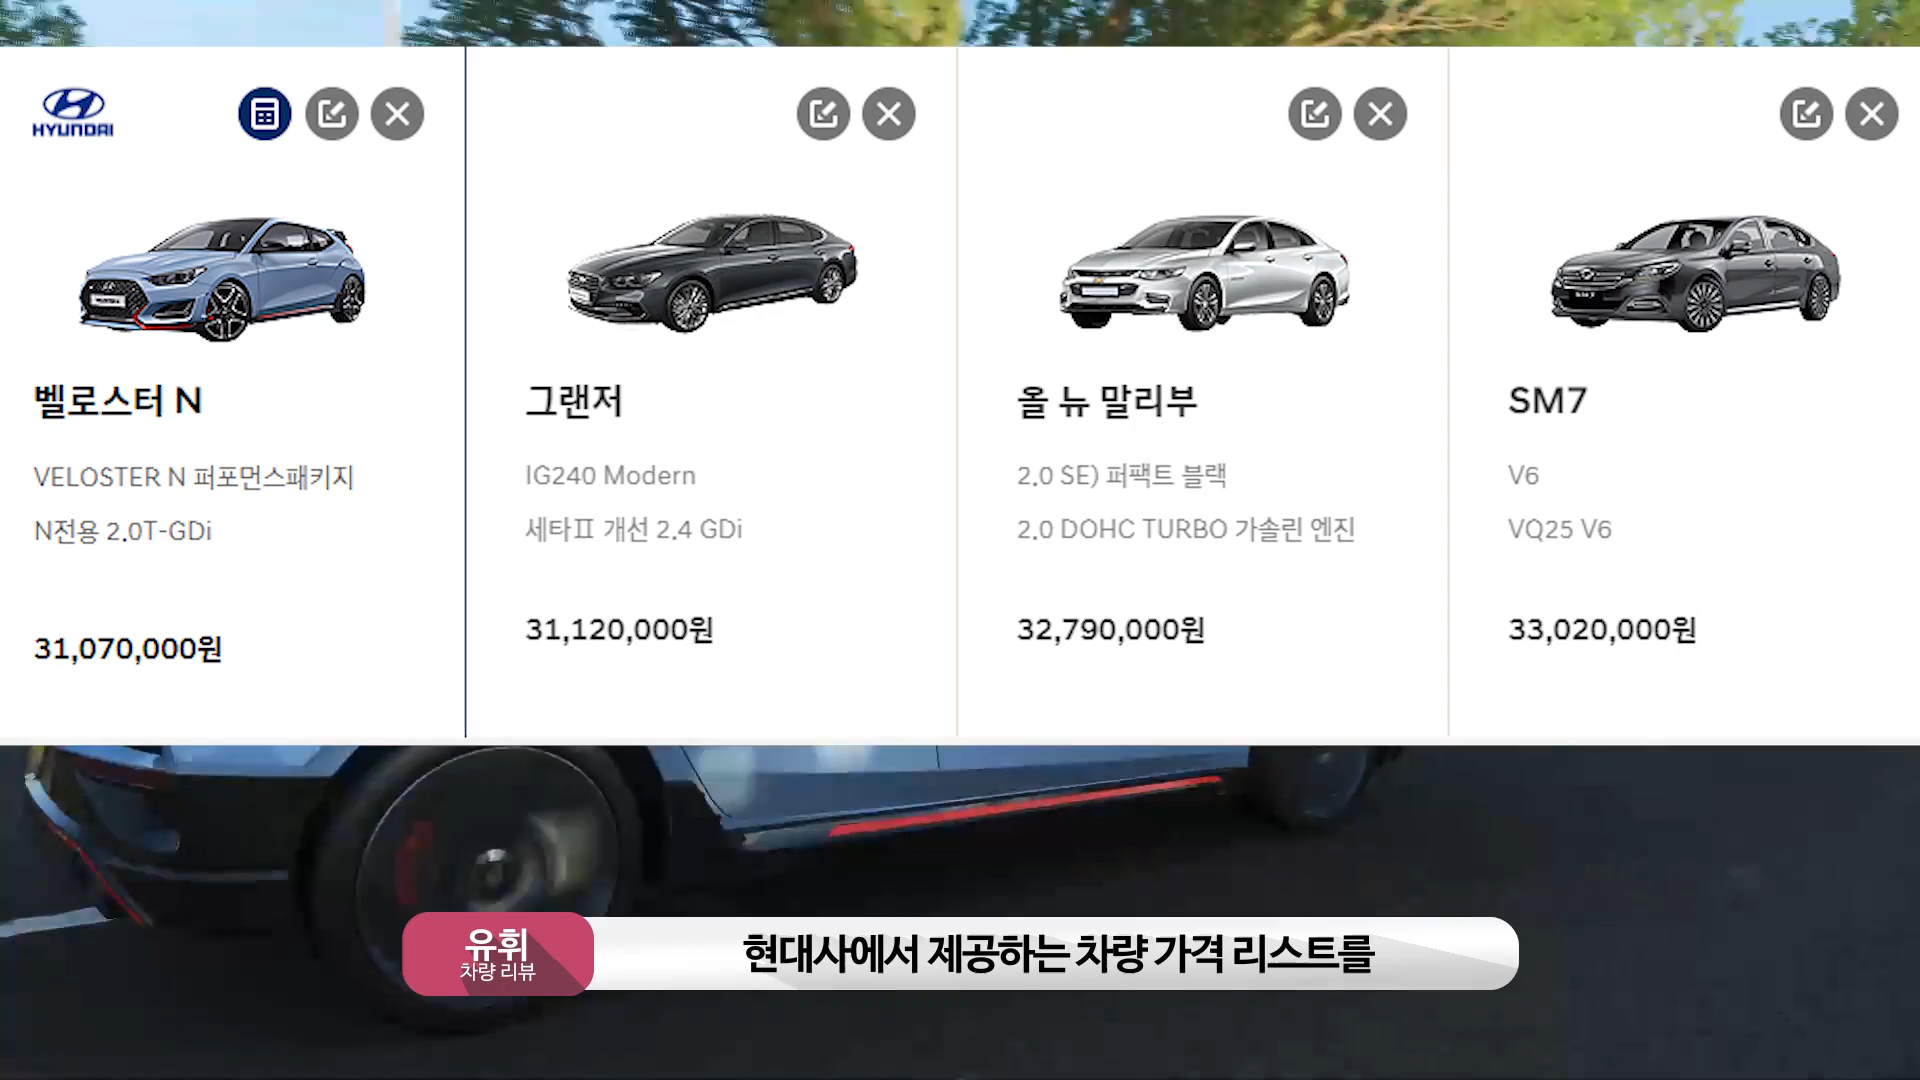 HYUNDAI
벨로스터 N
VELOSTER N 퍼포먼스패키지
N전용 2.0T-GDi
31,070,000원
그랜저
IG240 Modern
세타II 개선 2.4 GDi
31,120,000원
올 뉴 말리부
2.0 SE) 퍼팩트 블랙
2.0 DOHC TURBO 가솔린 엔진
32,790,000원
SM7
V6
VQ25 V6
33,020,000원
유휘
차량 리뷰
현대사에서 제공하는 차량 가격 리스트를